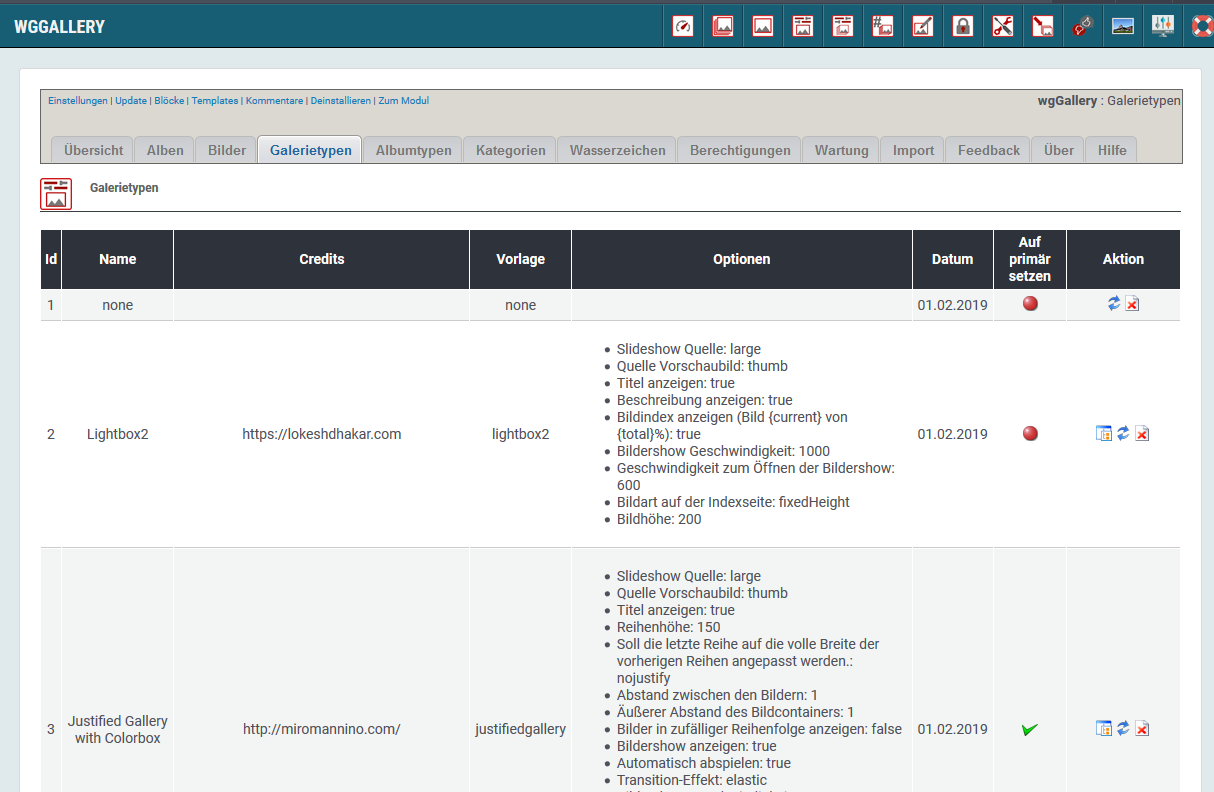 WGGALLERY
Einstellungen | Update | Blöcke | Templates | Kommentare | Deinstallieren | Zum Modul
wgGallery : Galerietypen
Übersicht Alben Bilder Galerietypen Albumtypen Kategorien Wasserzeichen Berechtigungen Wartung Import Feedback Über Hilfe
Galerietypen
Id Name Credits Vorlage Optionen Datum Auf primär setzen Aktion
1 none none 01.02.2019
2 Lightbox2 https://lokeshdhakar.com lightbox2
Slideshow Quelle: large
Quelle Vorschaubild: thumb
Titel anzeigen: true
Beschreibung anzeigen: true
Bildindex anzeigen (Bild {current} von
{total}%): true
Bildershow Geschwindigkeit: 1000
Geschwindigkeit zum Öffnen der Bildershow:
600
Bildart auf der Indexseite: fixedHeight
Bildhöhe: 200
01.02.2019
3 Justified Gallery
with Colorbox
http://miromannino.com/ justifiedgallery
Slideshow Quelle: large
Quelle Vorschaubild: thumb
Titel anzeigen: true
Reihenhöhe: 150
Soll die letzte Reihe auf die volle Breite der
vorherigen Reihen angepasst werden.:
nojustify
Abstand zwischen den Bildern: 1
Äußerer Abstand des Bildcontainers: 1
Bilder in zufälliger Reihenfolge anzeigen: false
Bildershow anzeigen: true
Automatisch abspielen: true
Transition-Effekt: elastic
01.02.2019